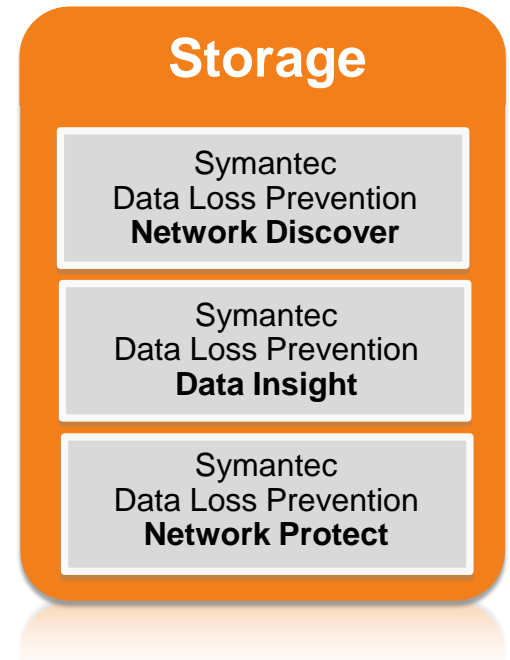 Storage
Symantec
Data Loss Prevention
Network Discover
Symantec
Data Loss Prevention
Data Insight
Symantec
Data Loss Prevention
Network Protect